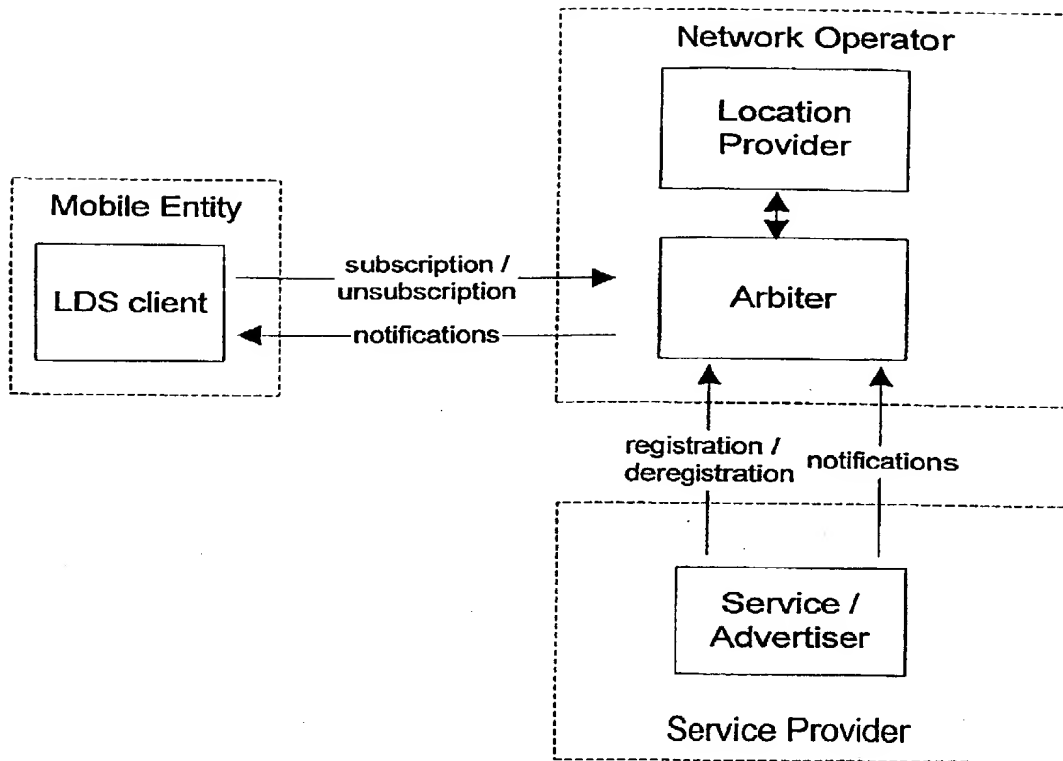 Network Operator
Location
Provider
Mobile Entity
LDS client
subscription /
unsubscription
notifications
Arbiter
registration /
deregistration
notifications
Service /
Advertiser
Service Provider